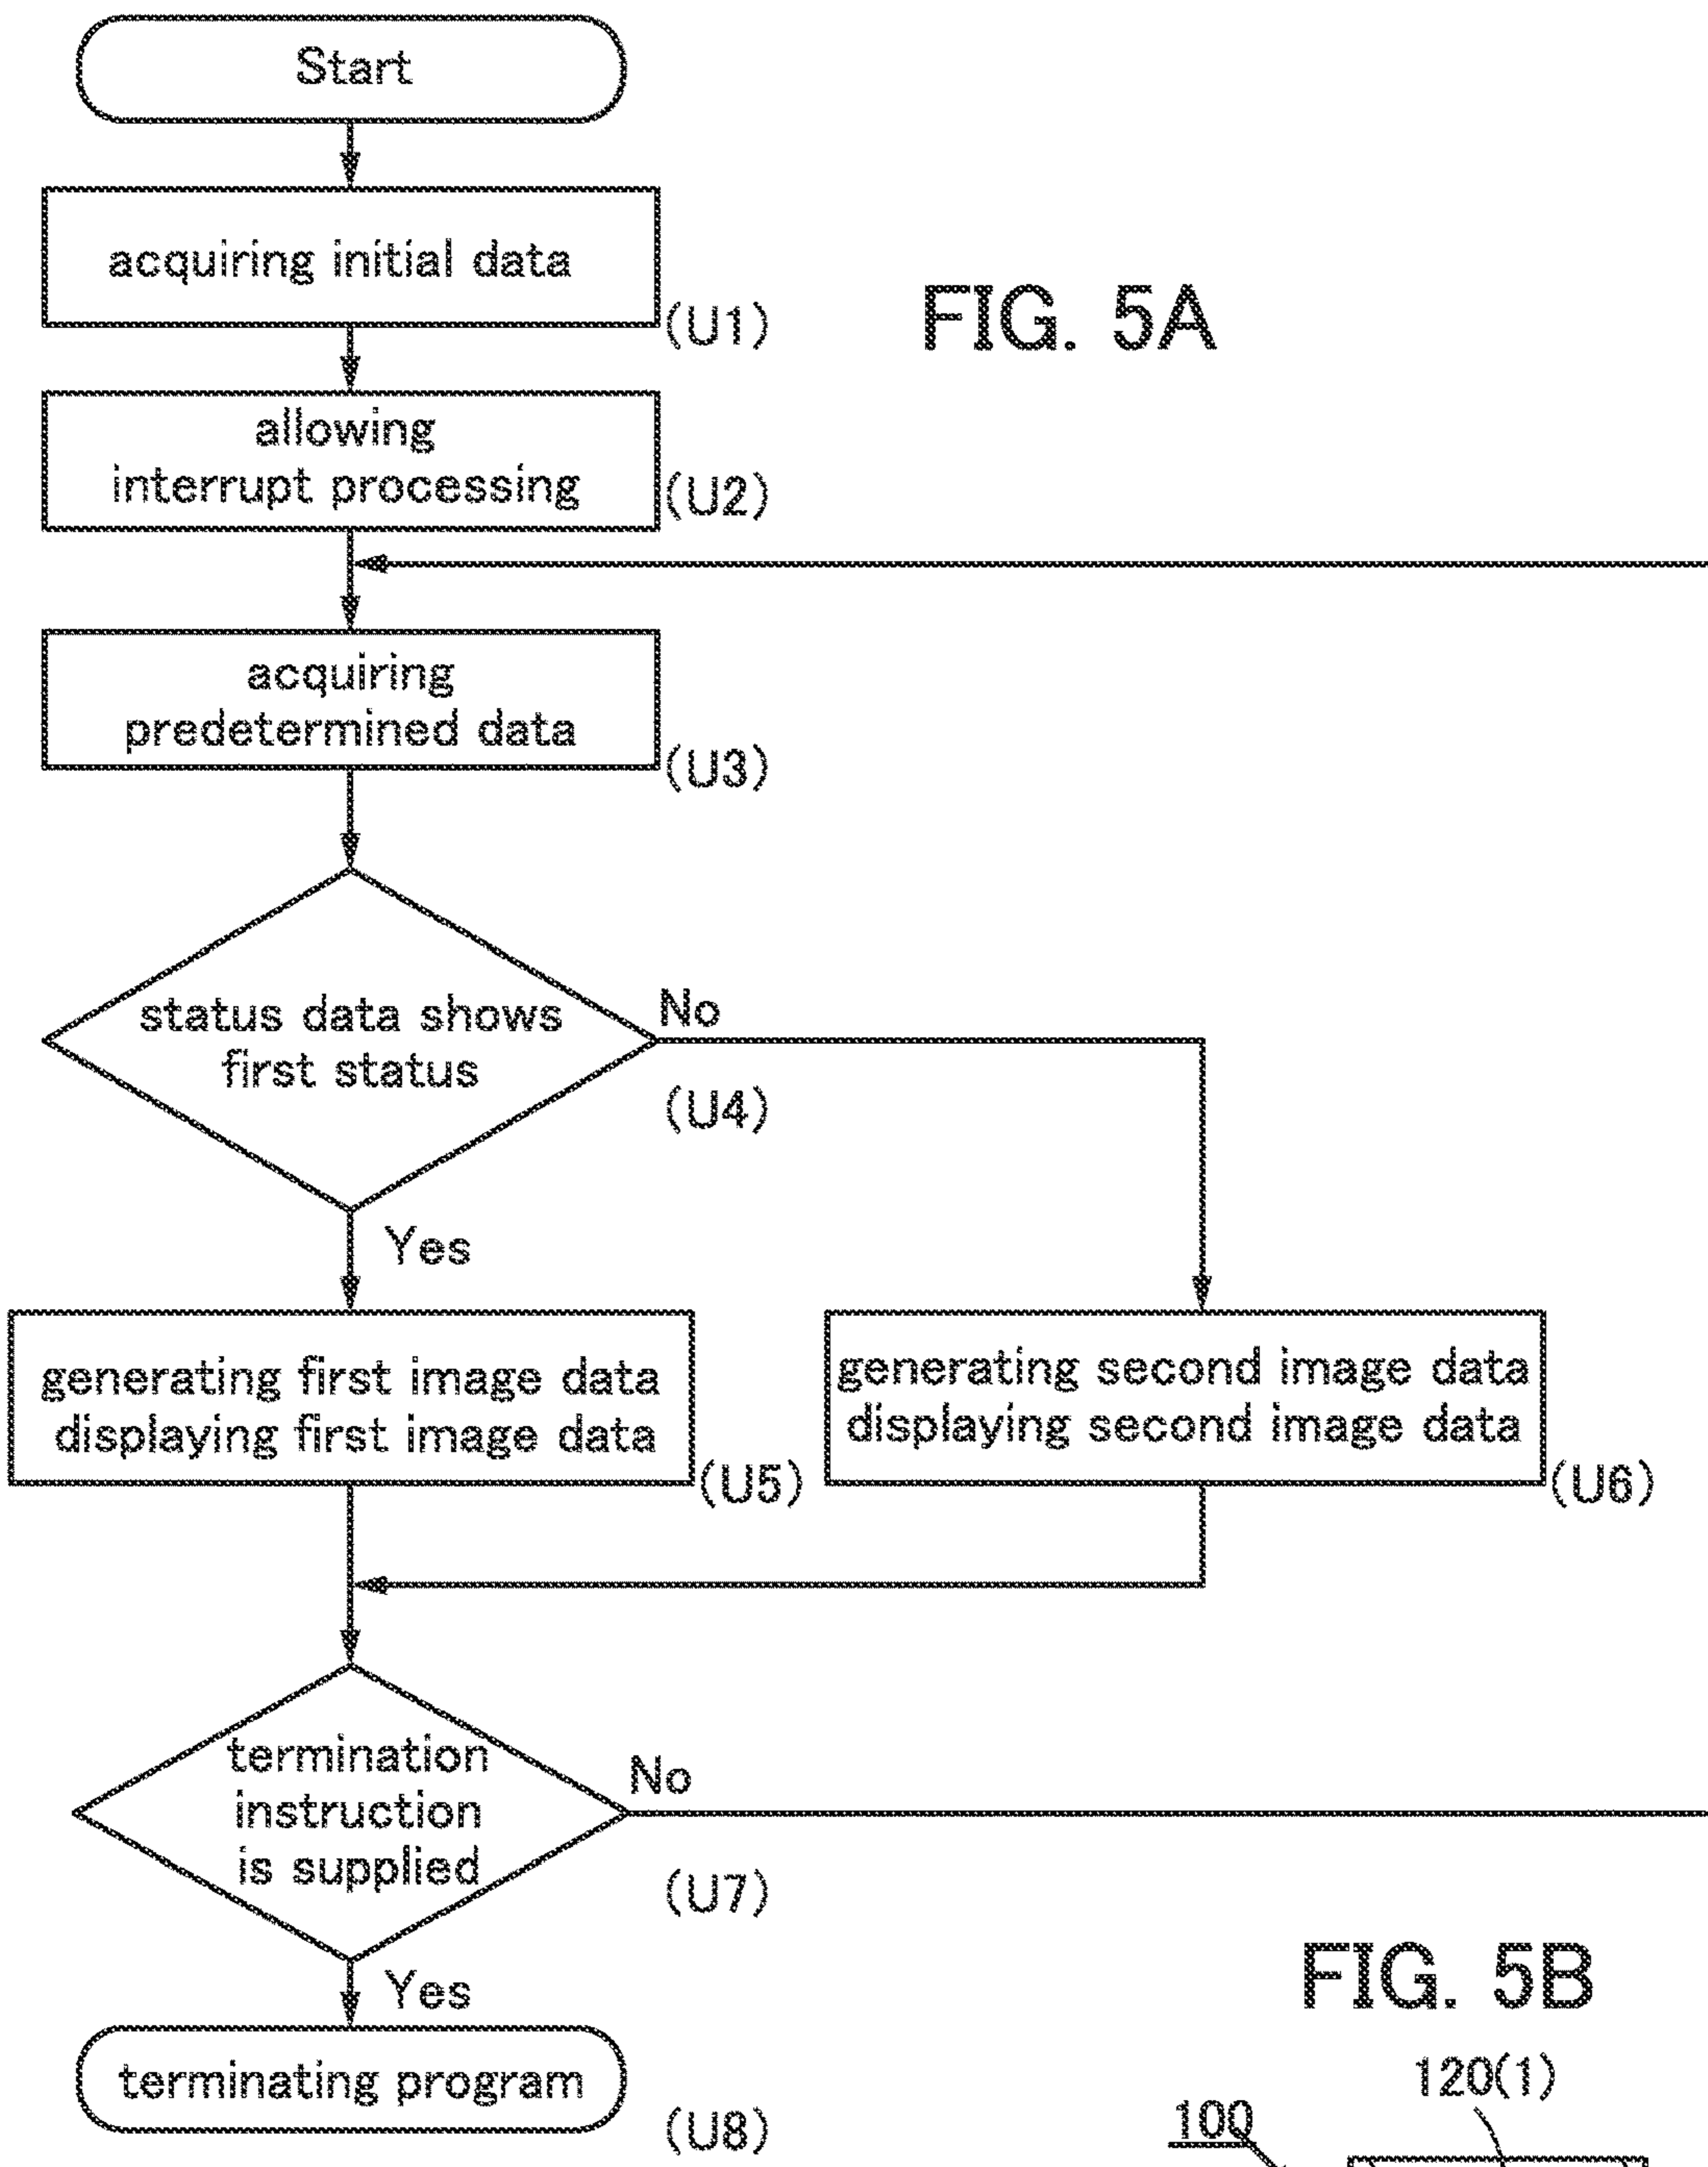 Start
acquiring initial data
(U1)
FIG. 5A
allowing
interrupt processing
(U2)
acquiring
predetermined data
(U3)
status data shows
first status
No
(U4)
Yes
generating first image data
displaying first image data
(U5)
generating second image data
displaying second image data
(U6)
termination
instruction
is supplied
No
(U7)
Yes
terminating program
(U8)
FIG. 5B
120(1)
100